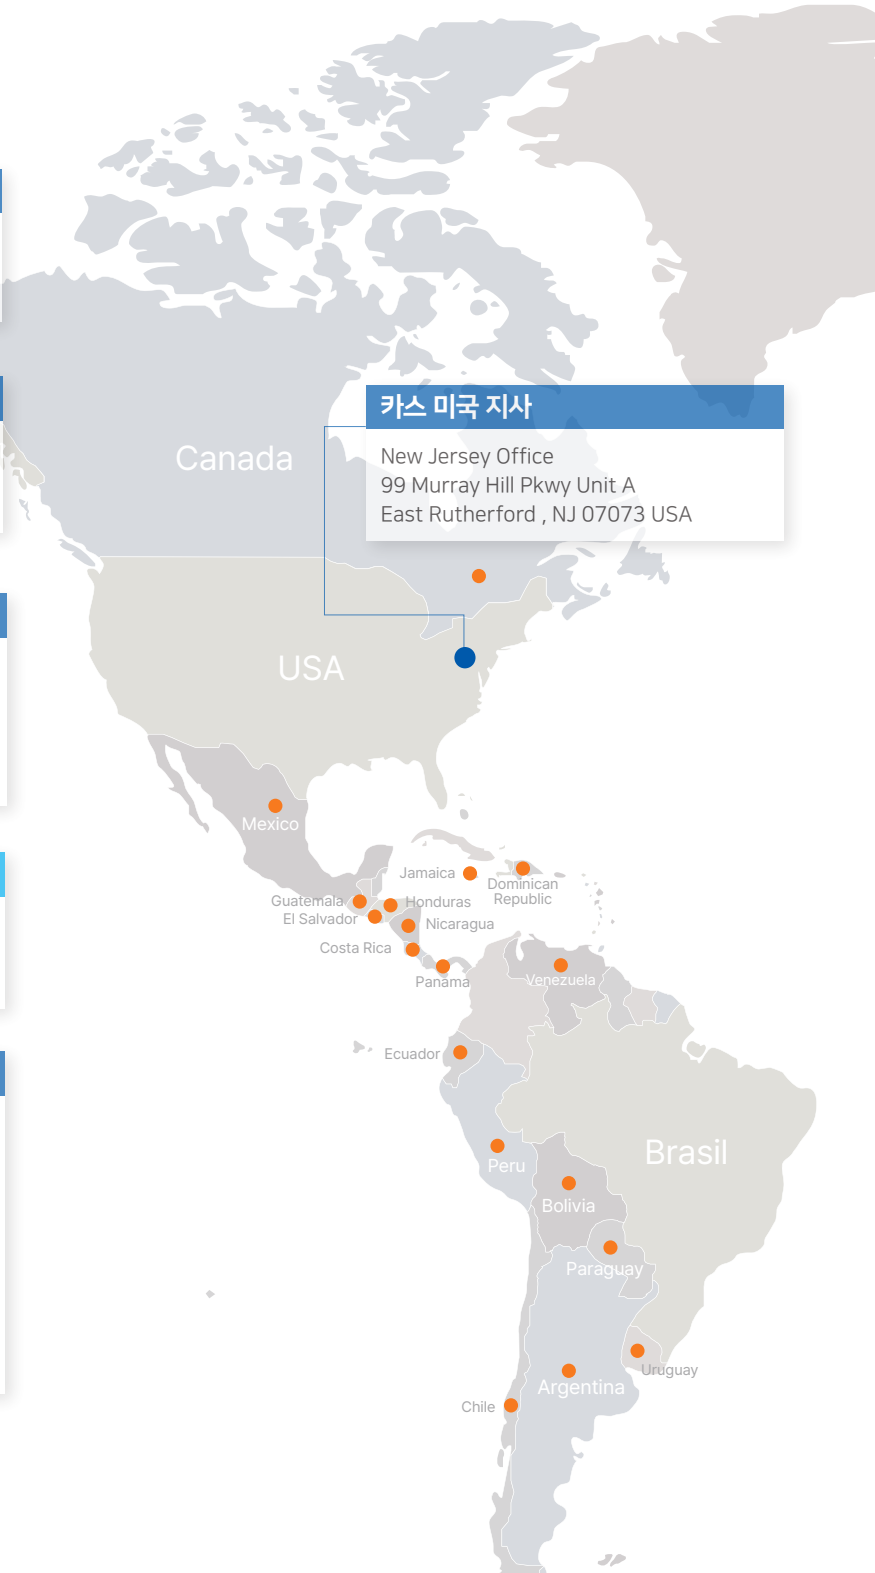 카스 미국 지사
New Jersey Office
99 Murray Hill Pkwy Unit A
East Rutherford , NJ 07073 USA
Canada
USA
Mexico
Jamaica
Dominican
Republic
Guatemala
Honduras
El Salvador
Nicaragua
Costa Rica
Panama
Venezuela
Ecuador
Peru
Brasil
Bolivia
Paraguay
Uruguay
Argentina
Chile